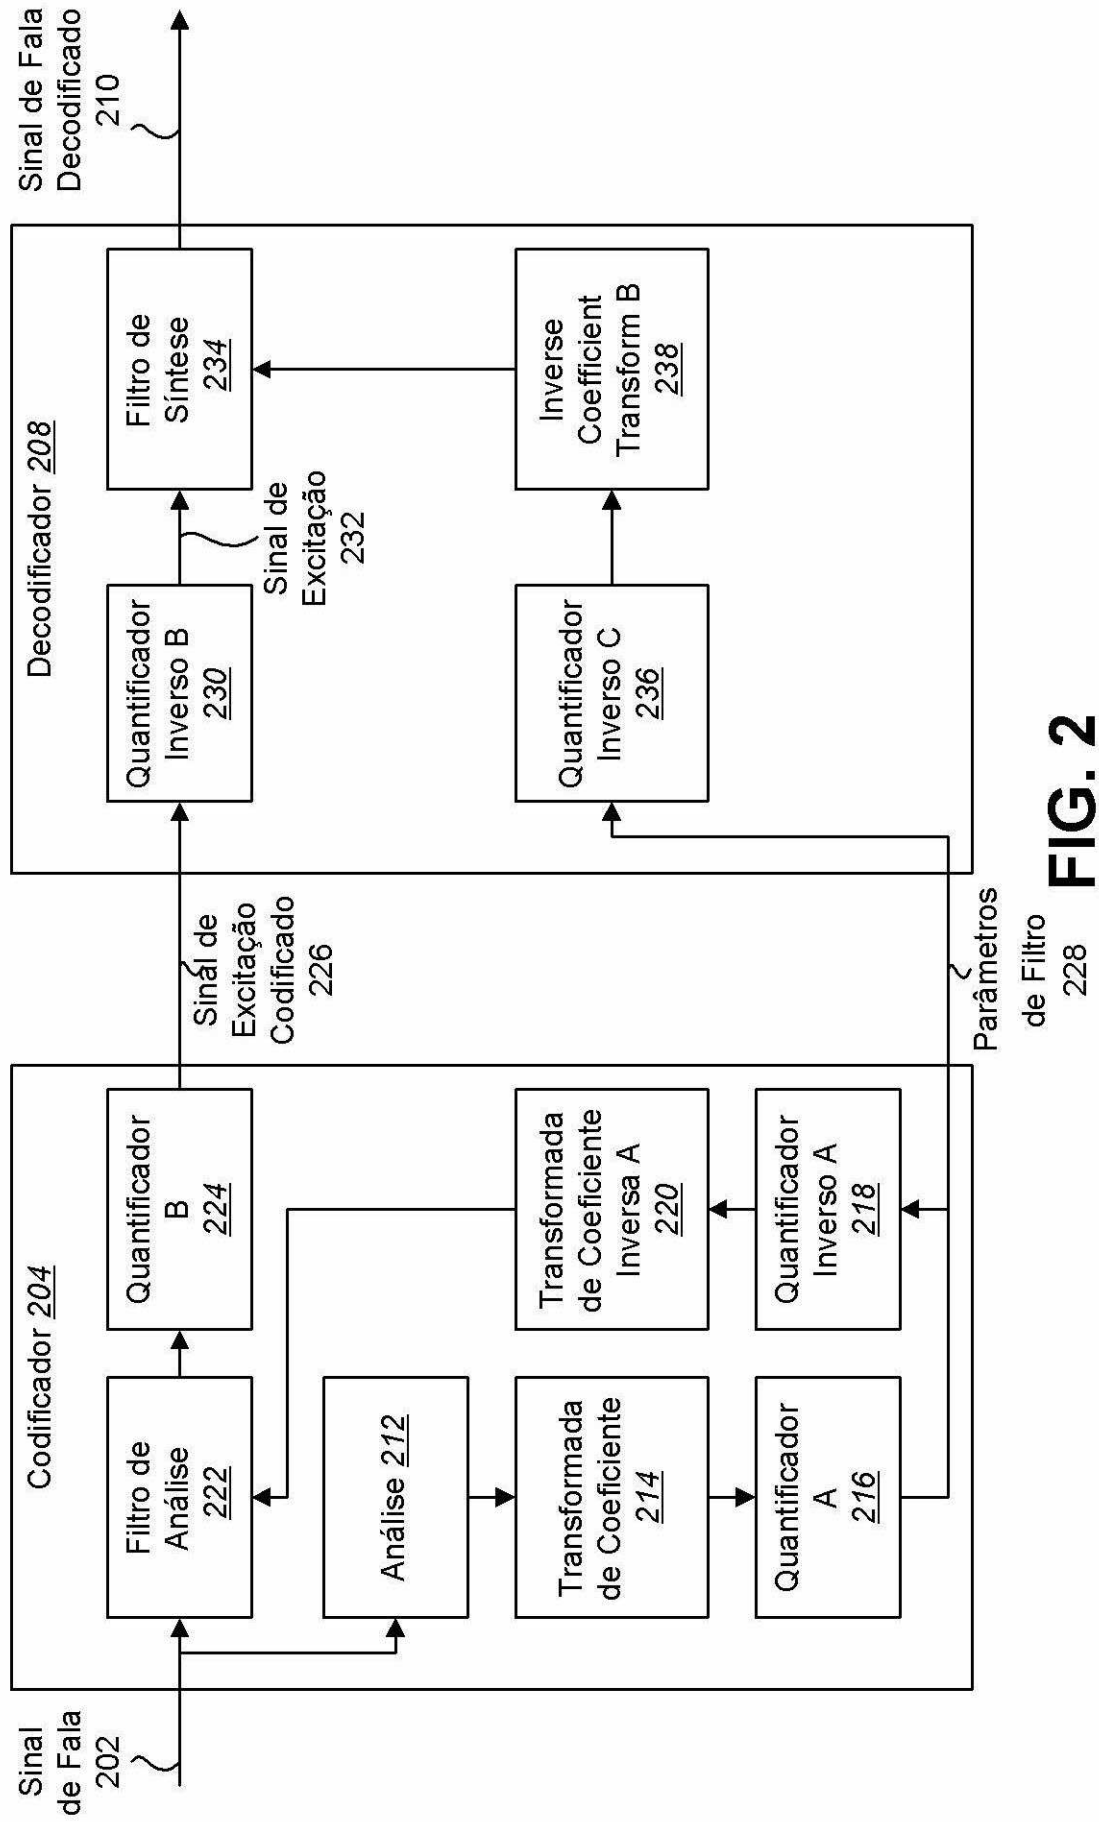 Sinal
de Fala
202
Codificador 204
Filtro de
Análise
222
Quantificador
B
224
Análise 212
Transformada
de Coeficiente
214
Transformada
de Coeficiente
Inversa A
220
Quantificador
A
216
Quantificador
Inverso A
218
Sinal de
Excitação
Codificado
226
Parâmetros
de Filtro
228
Decodificador 208
Quantificador
Inverso B
230
Sinal de
Excitação
232
Filtro de
Síntese
234
Quantificador
Inverso C
236
Inverse
Coefficient
Transform B
238
Sinal de Fala
Decodificado
210
FIG. 2